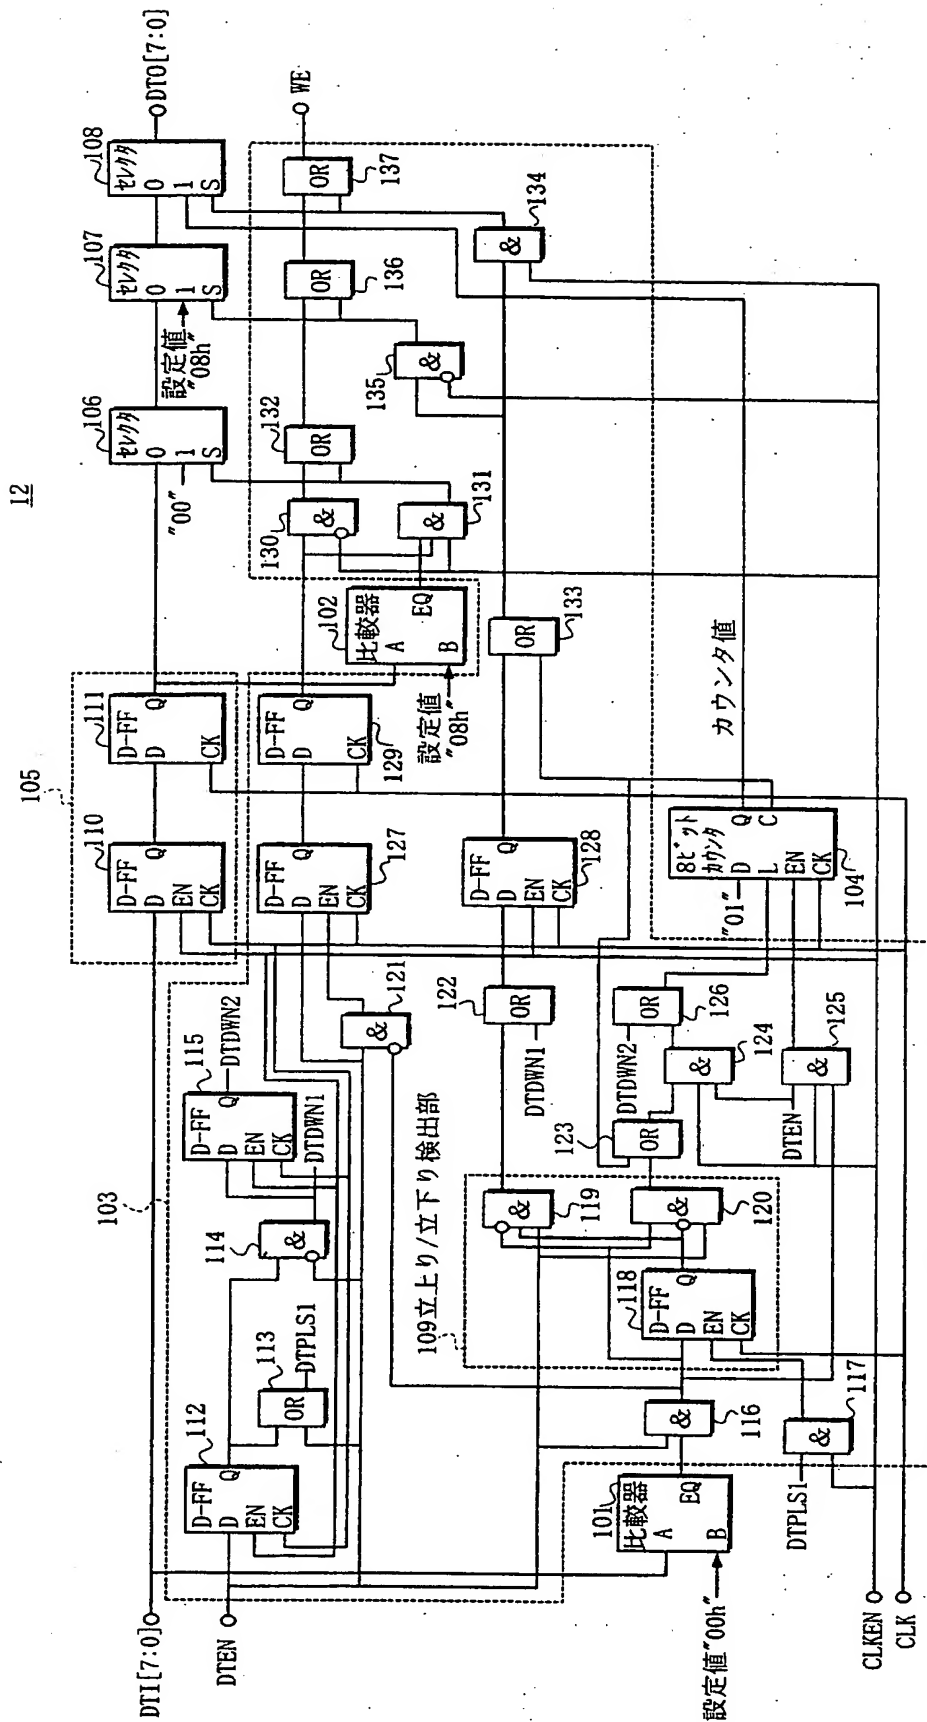 12
DTI[7:0]
DTEN
設定値"00h"
CLKEN
CLK
103
105
112
D-FF
D
Q
EN
CK
113
OR
DTPLS1
114
&
DTDWN1
115
D-FF
D
Q
EN
CK
DTDWN2
110
D-FF
D
Q
EN
CK
111
D-FF
D
Q
CK
106
セレクタ
0
1
S
"00"
107
セレクタ
0
1
S
設定値
"08h"
108
セレクタ
0
1
S
DTO[7:0]
121
&
127
D-FF
D
Q
EN
CK
129
D-FF
D
Q
CK
102
比較器
A
EQ
B
設定値
"08h"
130
&
131
&
132
OR
135
&
136
OR
137
OR
WE
134
&
109立上り/立下り検出部
119
&
118
D-FF
D
Q
EN
CK
120
&
122
OR
DTDWN1
128
D-FF
D
Q
EN
CK
133
OR
101
比較器
A
EQ
B
116
&
DTPLS1
117
&
123
OR
DTDWN2
126
OR
124
&
DTEN
125
&
"01"
8ビット
カウンタ
D
Q
L
C
EN
CK
104
カウンタ値